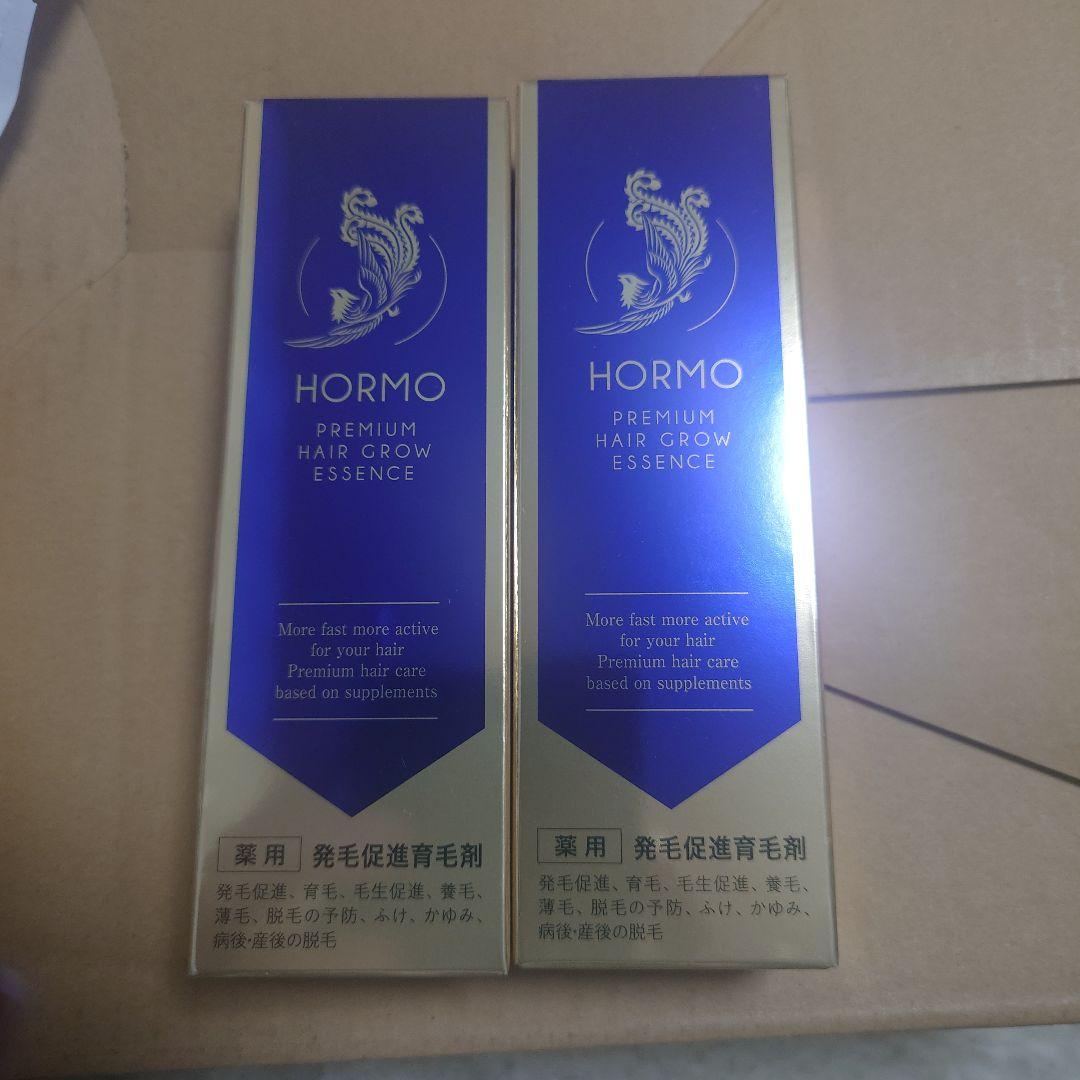 HORMO
PREMIUM
HAIR GROW
ESSENCE
More fast more active
for your hair
Premium hair care
based on supplements
薬用 発毛促進育毛剤
発毛促進、育毛、毛生促進、養毛、
薄毛、脱毛の予防、ふけ、かゆみ、
病後・産後の脱毛
HORMO
PREMIUM
HAIR GROW
ESSENCE
More fast more active
for your hair
Premium hair care
based on supplements
薬用 発毛促進育毛剤
発毛促進、育毛、毛生促進、養毛、
薄毛、脱毛の予防、ふけ、かゆみ、
病後・産後の脱毛